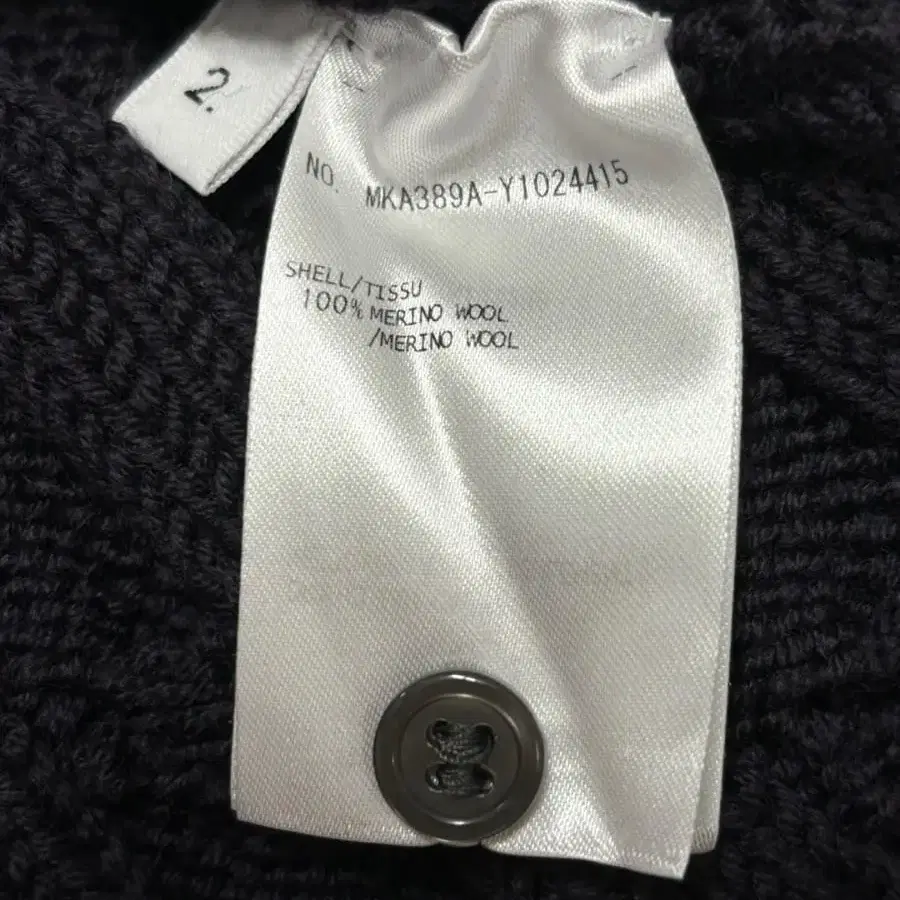 2.
NO. MKA389A-Y1024415
SHELL/TISSU
100% MERINO WOOL
/MERINO WOOL